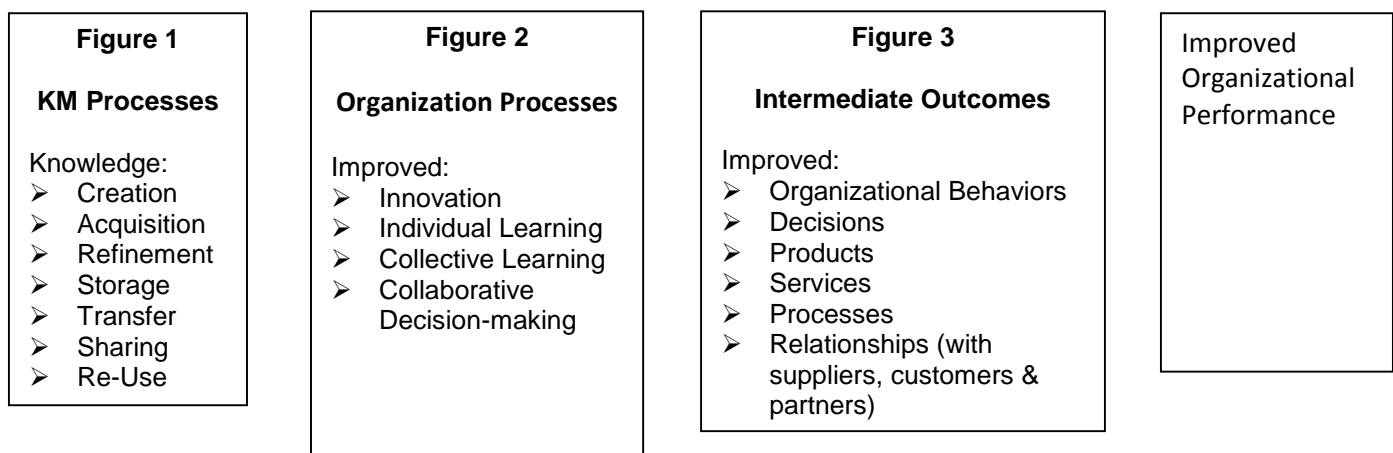 Figure 1
KM Processes
Knowledge:
➢ Creation
➢ Acquisition
➢ Refinement
➢ Storage
➢ Transfer
➢ Sharing
➢ Re-Use
Figure 2
Organization Processes
Improved:
➢ Innovation
➢ Individual Learning
➢ Collective Learning
➢ Collaborative
Decision-making
Figure 3
Intermediate Outcomes
Improved:
➢ Organizational Behaviors
➢ Decisions
➢ Products
➢ Services
➢ Processes
➢ Relationships (with
suppliers, customers &
partners)
Improved
Organizational
Performance